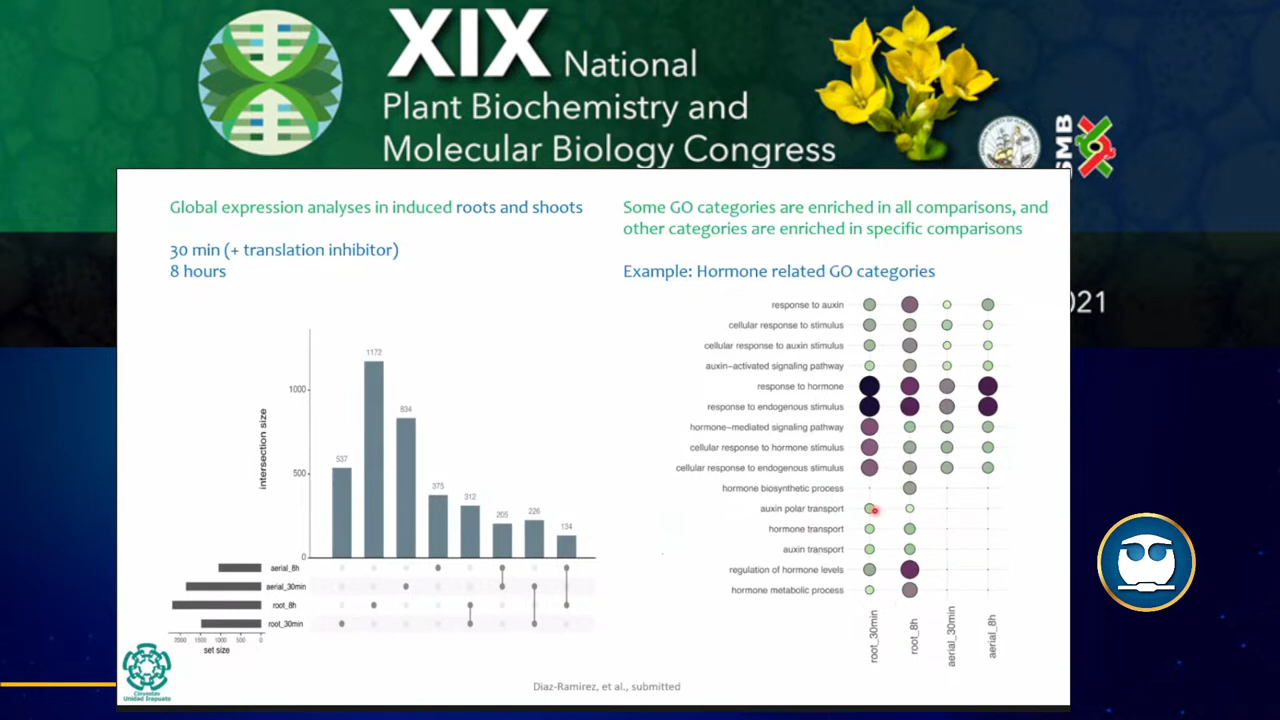 XIX National
Plant Biochemistry and
Molecular Biology Congress
SMB
021
Global expression analyses in induced roots and shoots
30 min (+ translation inhibitor)
8 hours
Some GO categories are enriched in all comparisons, and
other categories are enriched in specific comparisons
Example: Hormone related GO categories
intersection size
1000
500
0
537
1172
834
375
312
205
226
134
aerial_8h
aerial_30min
root_8h
root_30min
2000 1500 1000 500 0
set size
response to auxin
cellular response to stimulus
cellular response to auxin stimulus
auxin−activated signaling pathway
response to hormone
response to endogenous stimulus
hormone−mediated signaling pathway
cellular response to hormone stimulus
cellular response to endogenous stimulus
hormone biosynthetic process
auxin polar transport
hormone transport
auxin transport
regulation of hormone levels
hormone metabolic process
root_30min
root_8h
aerial_30min
aerial_8h
Cinvestav
Unidad Irapuato
Diaz-Ramirez, et al., submitted